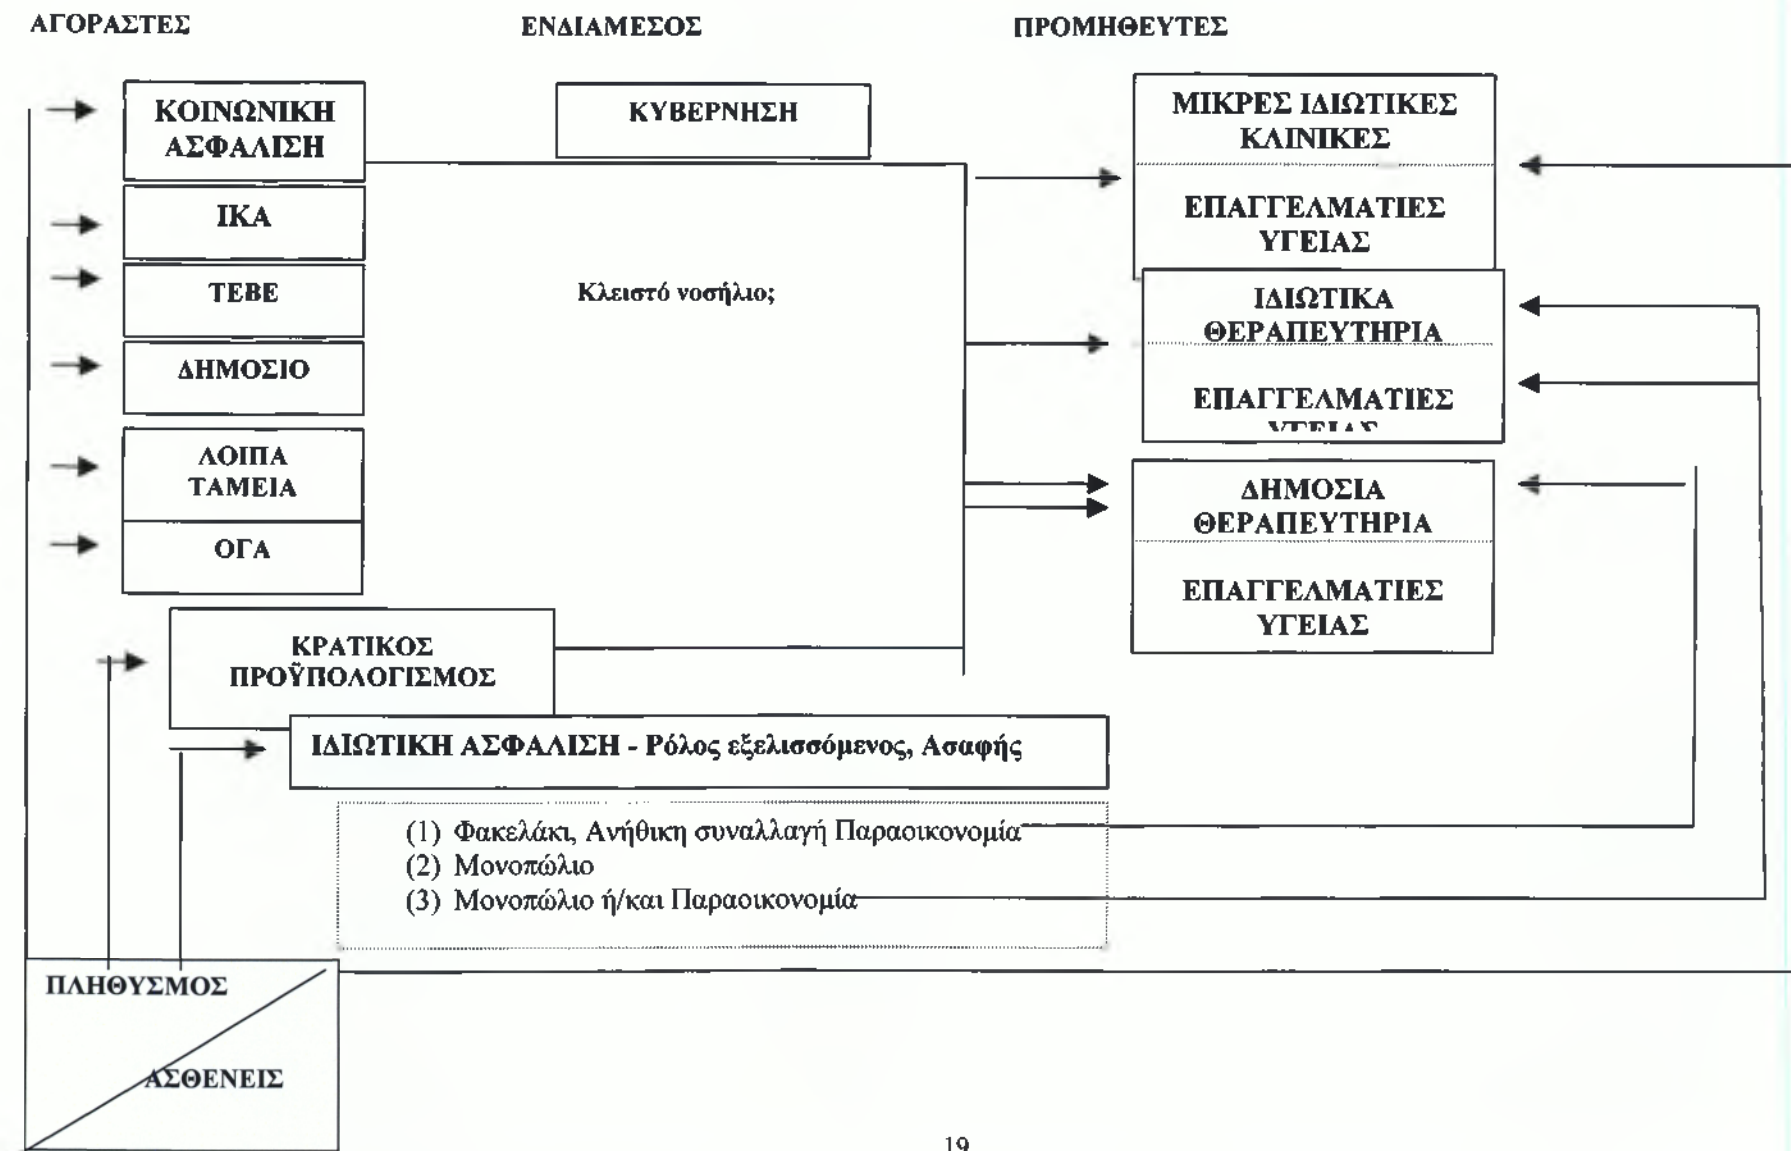 ΑΓΟΡΑΣΤΕΣ
ΕΝΔΙΑΜΕΣΟΣ
ΠΡΟΜΗΘΕΥΤΕΣ
ΚΟΙΝΩΝΙΚΗ
ΑΣΦΑΛΙΣΗ
ΙΚΑ
ΤΕΒΕ
ΔΗΜΟΣΙΟ
ΛΟΙΠΑ
ΤΑΜΕΙΑ
ΟΓΑ
ΚΡΑΤΙΚΟΣ
ΠΡΟΫΠΟΛΟΓΙΣΜΟΣ
ΚΥΒΕΡΝΗΣΗ
Κλειστό νοσήλιο;
ΜΙΚΡΕΣ ΙΔΙΩΤΙΚΕΣ
ΚΛΙΝΙΚΕΣ
ΕΠΑΓΓΕΛΜΑΤΙΕΣ
ΥΓΕΙΑΣ
ΙΔΙΩΤΙΚΑ
ΘΕΡΑΠΕΥΤΗΡΙΑ
ΕΠΑΓΓΕΛΜΑΤΙΕΣ
ΥΓΕΙΑΣ
ΔΗΜΟΣΙΑ
ΘΕΡΑΠΕΥΤΗΡΙΑ
ΕΠΑΓΓΕΛΜΑΤΙΕΣ
ΥΓΕΙΑΣ
ΙΔΙΩΤΙΚΗ ΑΣΦΑΛΙΣΗ - Ρόλος εξελισσόμενος, Ασαφής
(1) Φακελάκι, Ανήθικη συναλλαγή Παραοικονομία
(2) Μονοπώλιο
(3) Μονοπώλιο ή/και Παραοικονομία
ΠΛΗΘΥΣΜΟΣ
ΑΣΘΕΝΕΙΣ
19